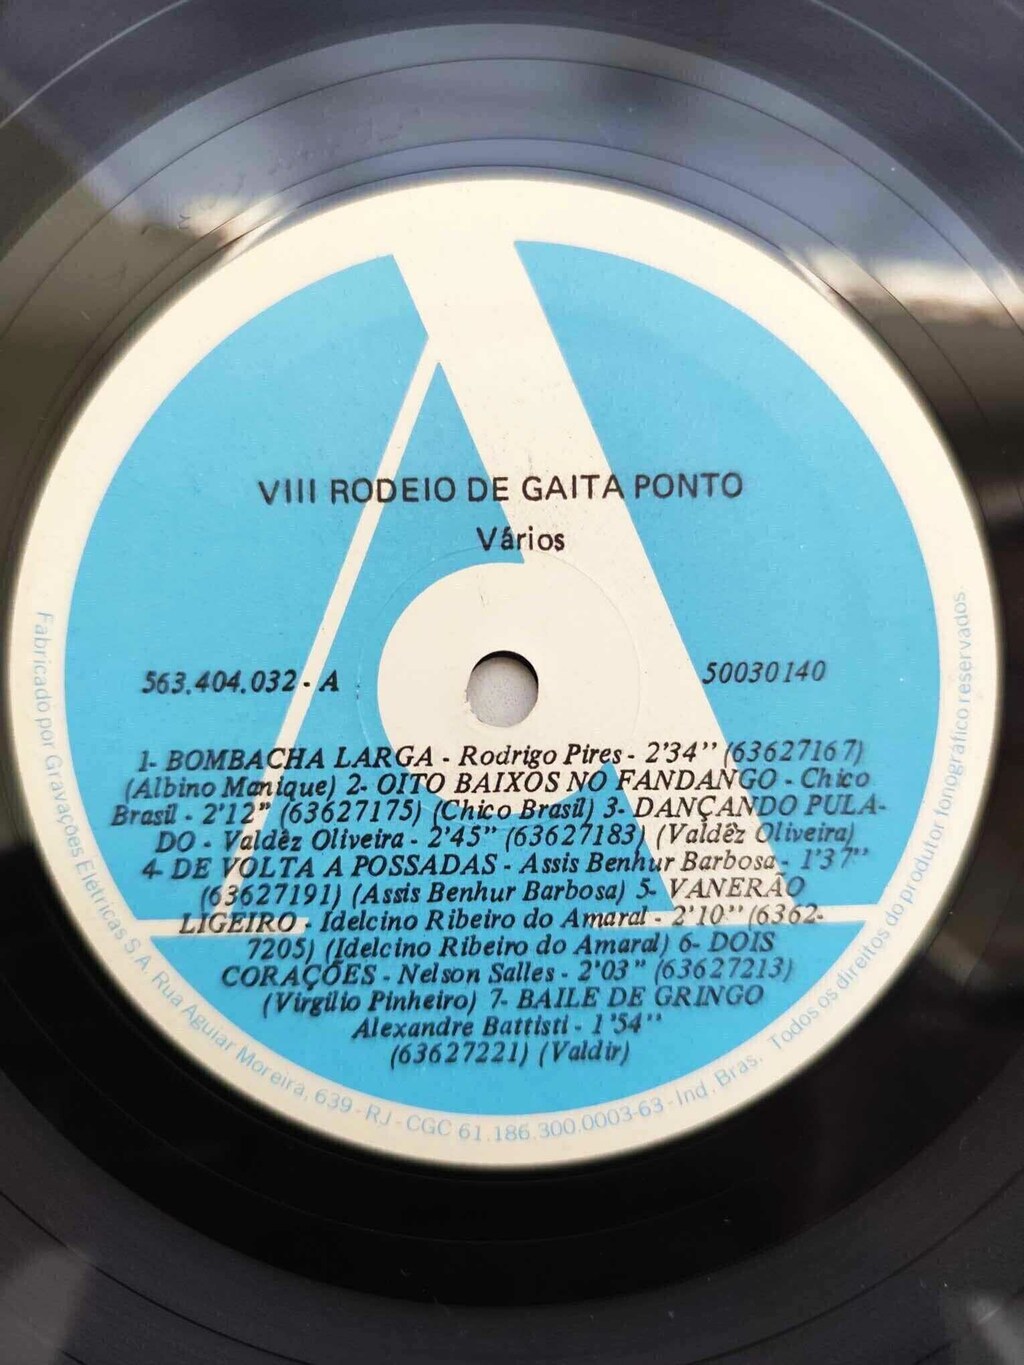 VIII RODEIO DE GAITA PONTO
Vários
563.404.032 - A
50030140
1- BOMBACHA LARGA - Rodrigo Pires - 2'34" (63627167)
(Albino Manique) 2- OITO BAIXOS NO FANDANGO - Chico
Brasil - 2'12" (63627175) (Chico Brasil) 3- DANÇANDO PULA-
DO - Valdêz Oliveira - 2'45" (63627183) (Valdêz Oliveira)
4- DE VOLTA A POSSADAS - Assis Benhur Barbosa - 1'37"
(63627191) (Assis Benhur Barbosa) 5- VANERÃO
LIGEIRO - Idelcino Ribeiro do Amaral - 2'10" (6362-
7205) (Idelcino Ribeiro do Amaral) 6- DOIS
CORAÇÕES - Nelson Salles - 2'03" (63627213)
(Virgílio Pinheiro) 7- BAILE DE GRINGO
Alexandre Battisti - 1'54"
(63627221) (Valdir)
Fabricado por Gravações Elétricas S.A. Rua Aguiar Moreira, 639 - RJ - CGC 61.186.300.0003-63 - Ind. Bras. Todos os direitos do produtor fonográfico reservados.